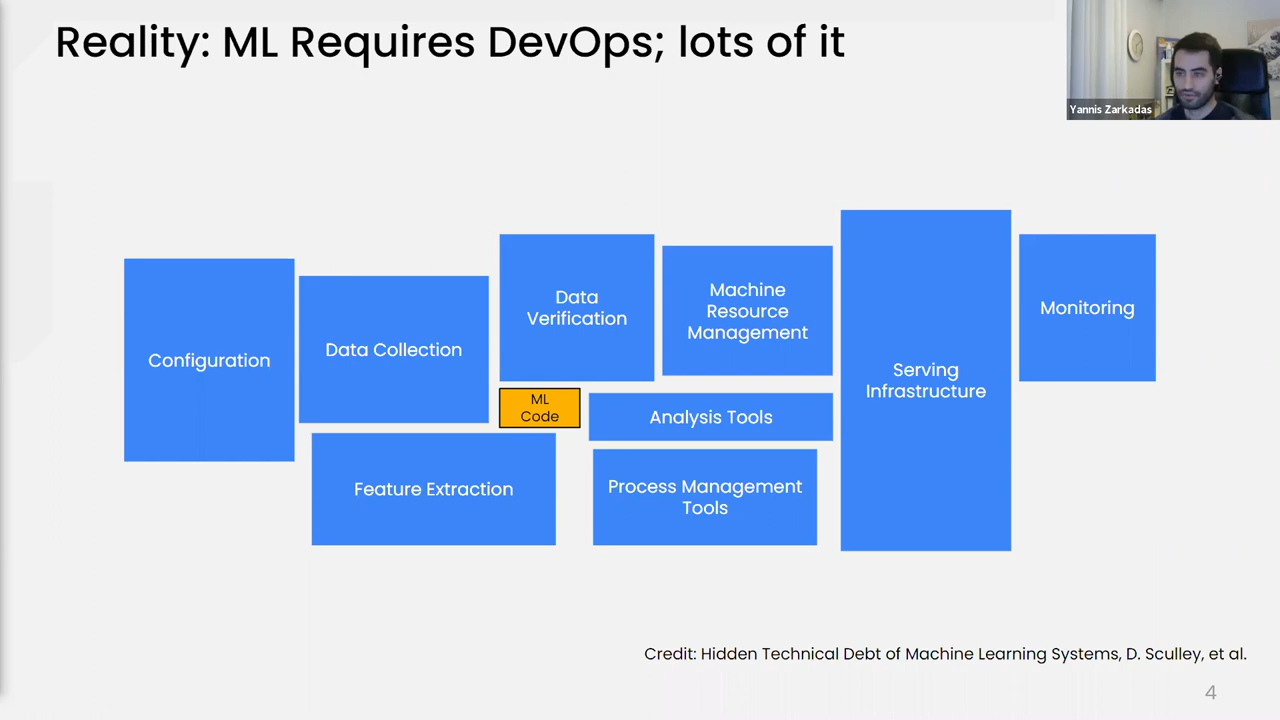 Reality: ML Requires DevOps; lots of it
Yannis Zarkadas
Configuration
Data Collection
Data
Verification
Machine
Resource
Management
Serving
Infrastructure
Monitoring
ML
Code
Analysis Tools
Feature Extraction
Process Management
Tools
Credit: Hidden Technical Debt of Machine Learning Systems, D. Sculley, et al.
4